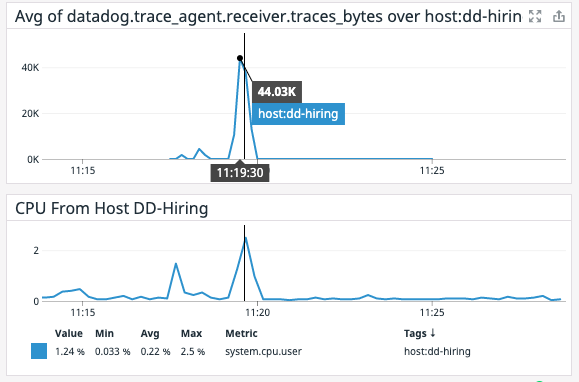 Avg of datadog.trace_agent.receiver.traces_bytes over host:dd-hirin
40K
44.03K
host:dd-hiring
20K
0K
11:15
11:19:30
11:25
CPU From Host DD-Hiring
2
0
11:15
11:20
11:25
Value Min Avg Max Metric Tags ↓
1.24 % 0.033 % 0.22 % 2.5 % system.cpu.user host:dd-hiring